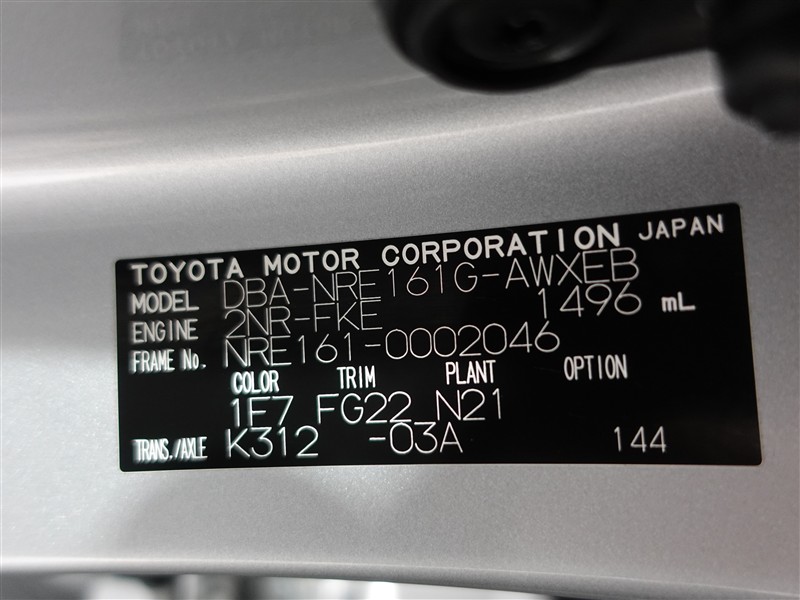 TOYOTA MOTOR CORPORATION JAPAN
MODEL DBA-NRE161G-AWXEB
ENGINE 2NR-FKE 1496 mL
FRAME No. NRE161-0002046
COLOR TRIM PLANT OPTION
1F7 FG22 N21
TRANS./AXLE K312 -03A 144